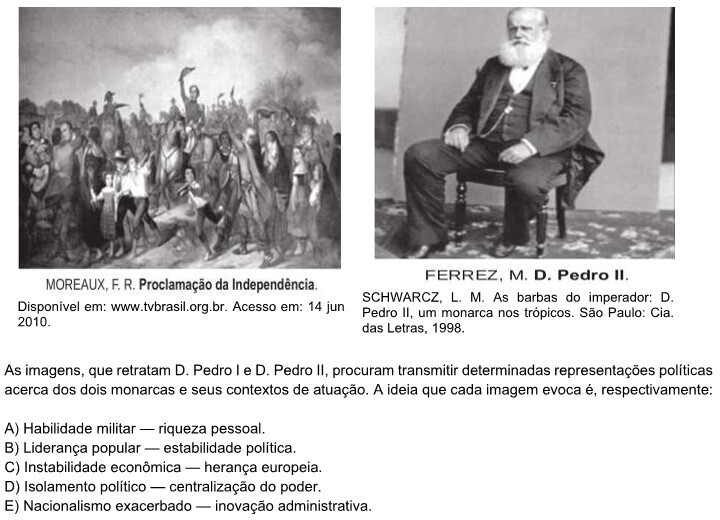 MOREAUX, F. R. Proclamação da Independência.
Disponível em: www.tvbrasil.org.br. Acesso em: 14 jun
2010.
FERREZ, M. D. Pedro II.
SCHWARCZ, L. M. As barbas do imperador: D.
Pedro II, um monarca nos trópicos. São Paulo: Cia.
das Letras, 1998.
As imagens, que retratam D. Pedro I e D. Pedro II, procuram transmitir determinadas representações políticas
acerca dos dois monarcas e seus contextos de atuação. A ideia que cada imagem evoca é, respectivamente:
A) Habilidade militar — riqueza pessoal.
B) Liderança popular — estabilidade política.
C) Instabilidade econômica — herança europeia.
D) Isolamento político — centralização do poder.
E) Nacionalismo exacerbado — inovação administrativa.